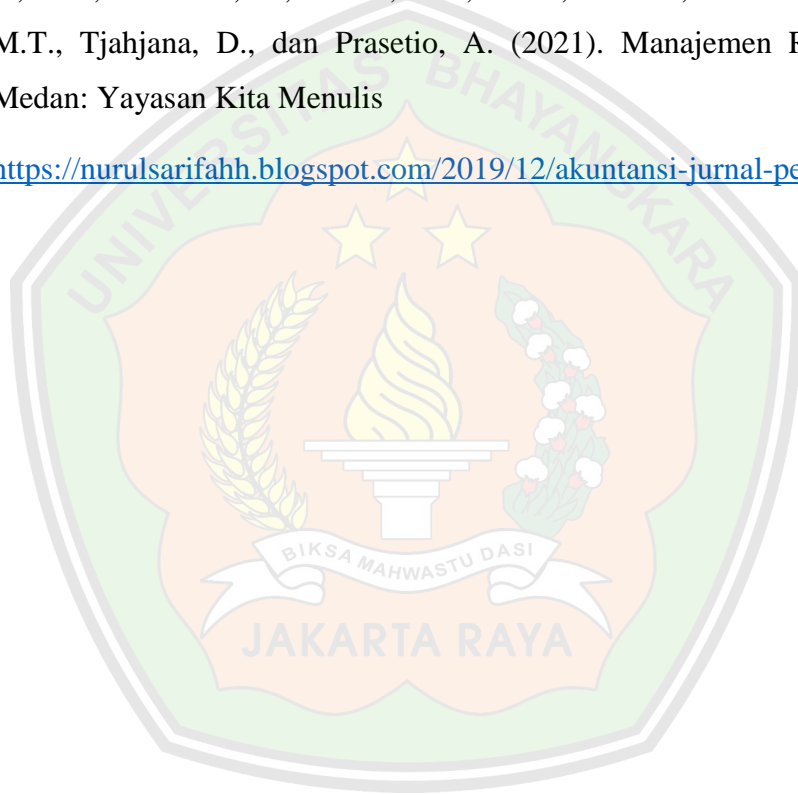 M.T., Tjahjana, D., dan Prasetio, A. (2021). Manajemen
Medan: Yayasan Kita Menulis
https://nurulsarifahh.blogspot.com/2019/12/akuntansi-jurnal-pe
UNIVERSITAS BHAYANGKARA
BIKSA MAHWASTU DASI
JAKARTA RAYA